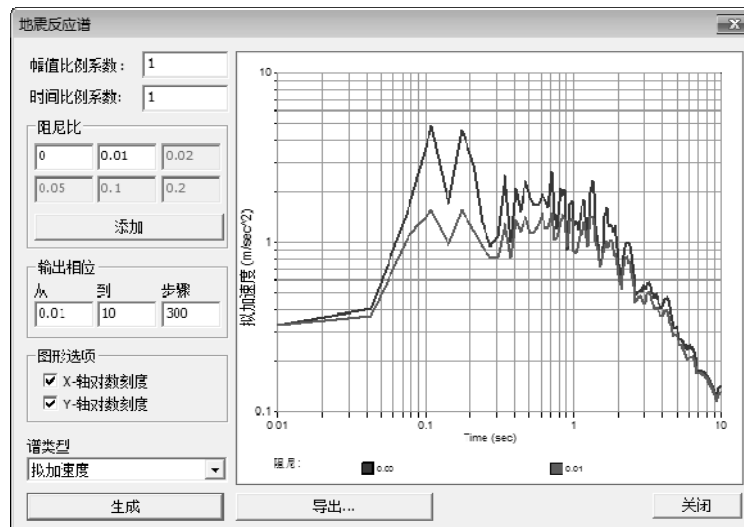 地震反应谱
幅值比例系数: 1
时间比例系数: 1
阻尼比
0 0.01 0.02
0.05 0.1 0.2
添加
输出相位
从 到 步骤
0.01 10 300
图形选项
X-轴对数刻度
Y-轴对数刻度
谱类型
拟加速度
生成
拟加速度 (m/sec^2)
10
1
0.1
0.01 0.1 1 10
Time (sec)
阻尼: 0.00 0.01
导出... 关闭